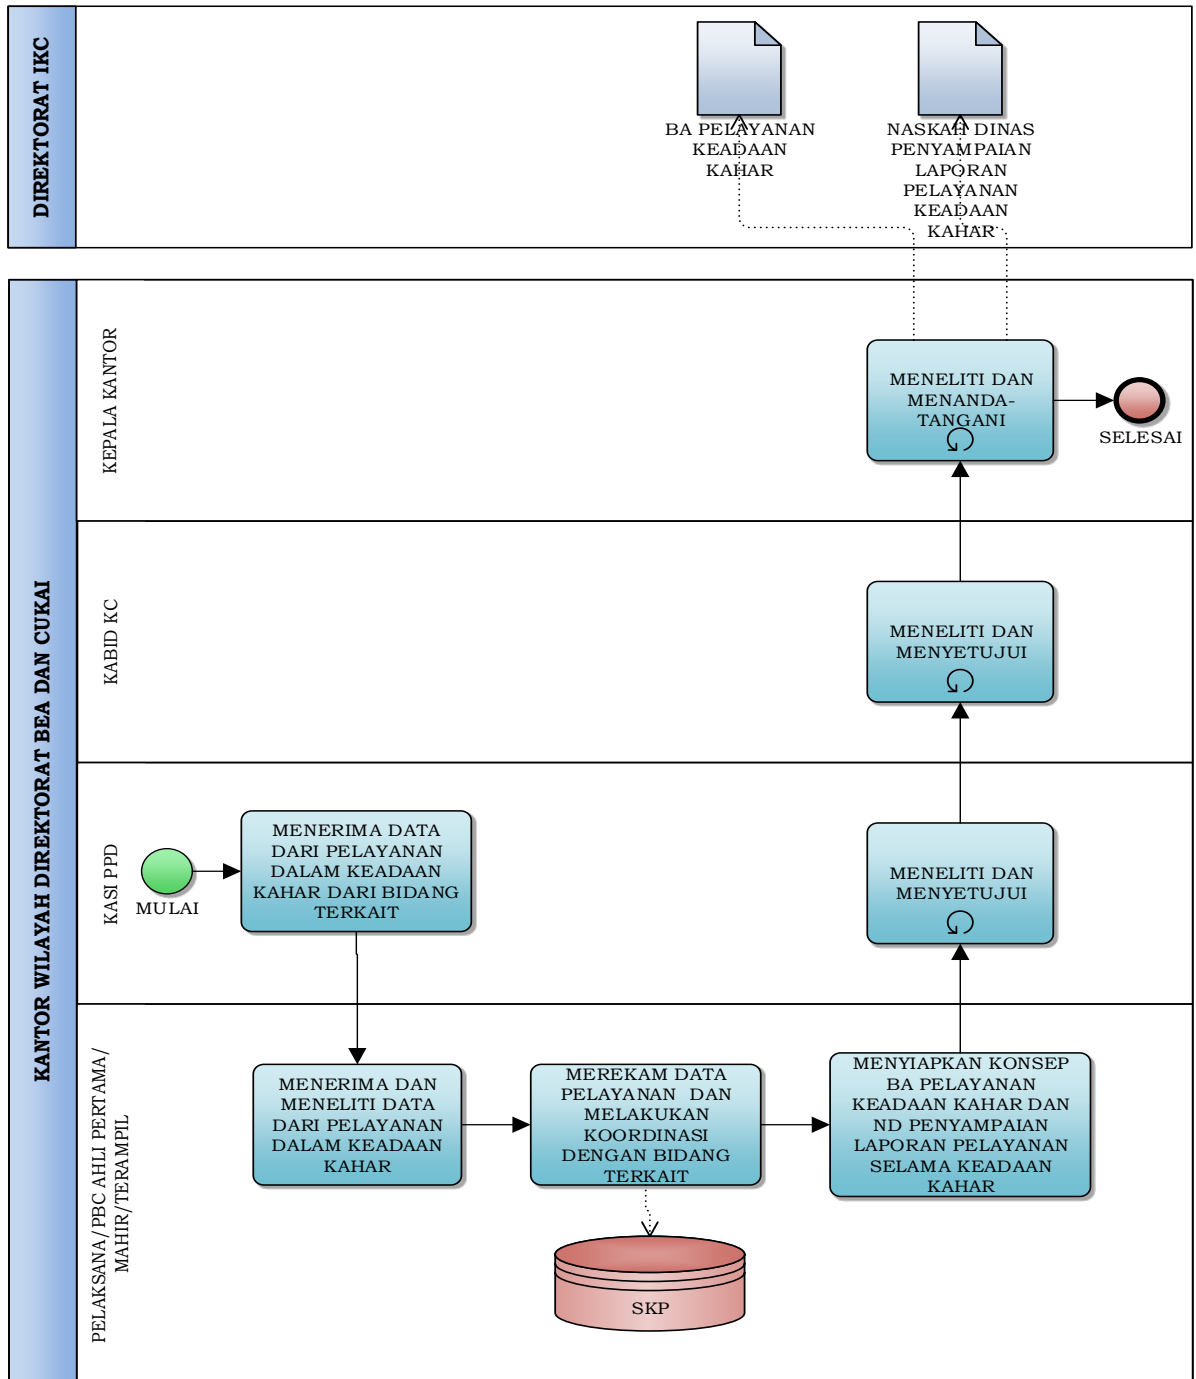 DIREKTORAT IKC
BA PELAYANAN
KEADAAN
KAHAR
NASKAH DINAS
PENYAMPAIAN
LAPORAN
PELAYANAN
KEADAAN
KAHAR
KANTOR WILAYAH DIREKTORAT BEA DAN CUKAI
KEPALA KANTOR
MENELITI DAN
MENANDA-
TANGANI
SELESAI
KABID KC
MENELITI DAN
MENYETUJUI
KASI PPD
MULAI
MENERIMA DATA
DARI PELAYANAN
DALAM KEADAAN
KAHAR DARI BIDANG
TERKAIT
MENELITI DAN
MENYETUJUI
PELAKSANA/PBC AHLI PERTAMA/
MAHIR/TERAMPIL
MENERIMA DAN
MENELITI DATA
DARI PELAYANAN
DALAM KEADAAN
KAHAR
MEREKAM DATA
PELAYANAN DAN
MELAKUKAN
KOORDINASI
DENGAN BIDANG
TERKAIT
MENYIAPKAN KONSEP
BA PELAYANAN
KEADAAN KAHAR DAN
ND PENYAMPAIAN
LAPORAN PELAYANAN
SELAMA KEADAAN
KAHAR
SKP